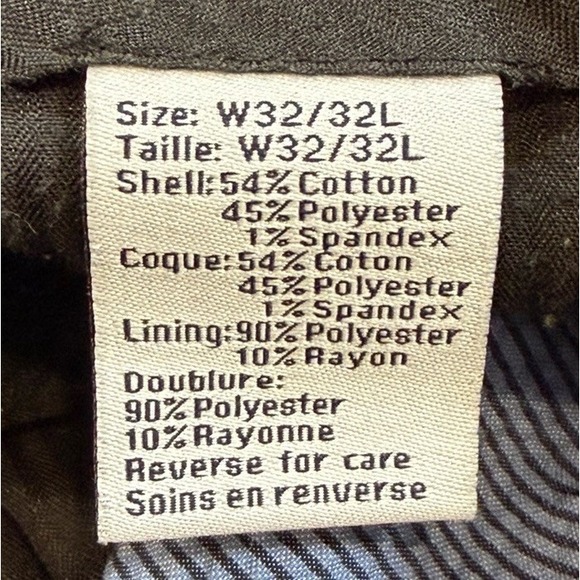 Size: W32/32L
Taille: W32/32L
Shell:54% Cotton
45% Polyester
1% Spandex
Coque:54% Coton
45% Polyester
1% Spandex
Lining:90% Polyester
10% Rayon
Doublure:
90% Polyester
10% Rayonne
Reverse for care
Soins en renverse